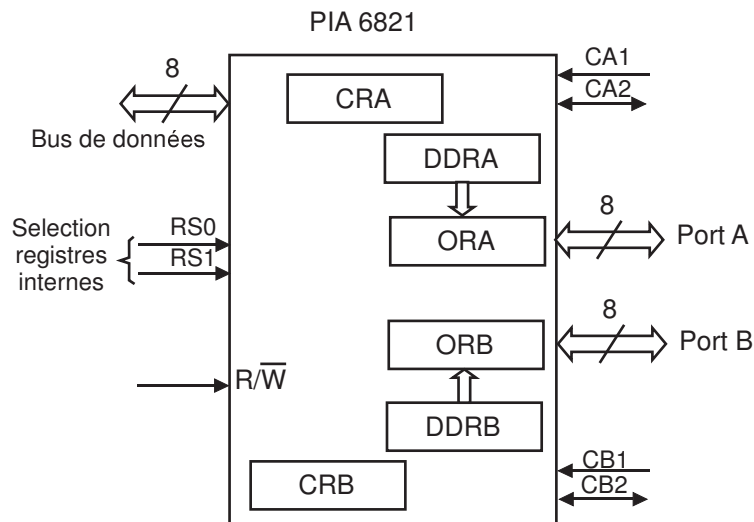 PIA 6821
8
Bus de données
CRA
CA1
CA2
DDRA
Selection
registres
internes
RS0
RS1
ORA
8
Port A
ORB
8
Port B
R/W̅
DDRB
CRB
CB1
CB2